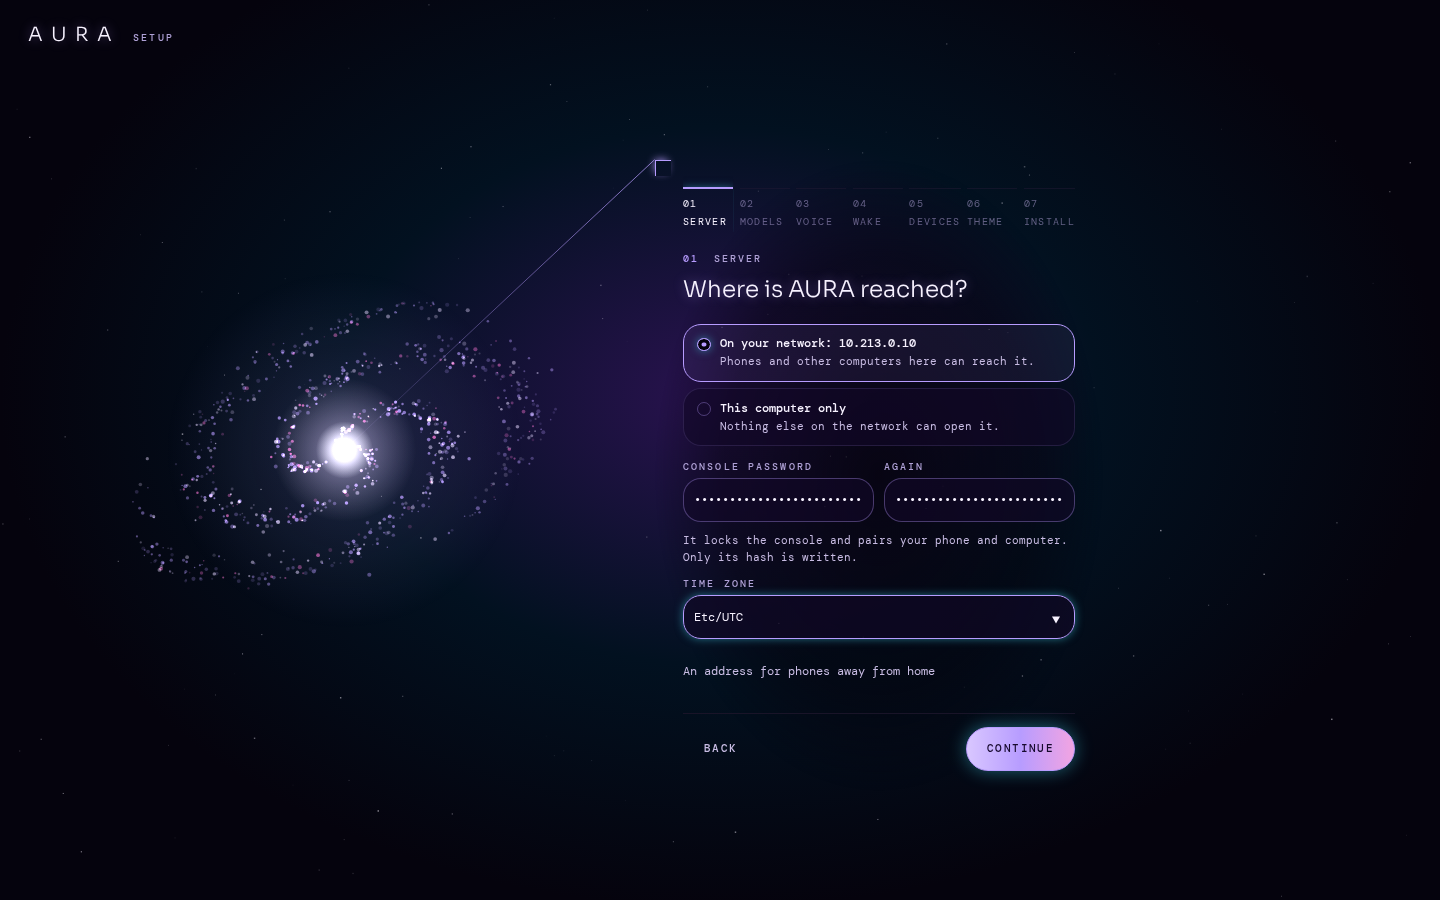 AURA SETUP
01 02 03 04 05 06 07
SERVER MODELS VOICE WAKE DEVICES THEME INSTALL
01 SERVER
Where is AURA reached?
On your network: 10.213.0.10
Phones and other computers here can reach it.
This computer only
Nothing else on the network can open it.
CONSOLE PASSWORD AGAIN
•••••••••••••••••••••••• ••••••••••••••••••••••••
It locks the console and pairs your phone and computer.
Only its hash is written.
TIME ZONE
Etc/UTC
An address for phones away from home
BACK CONTINUE